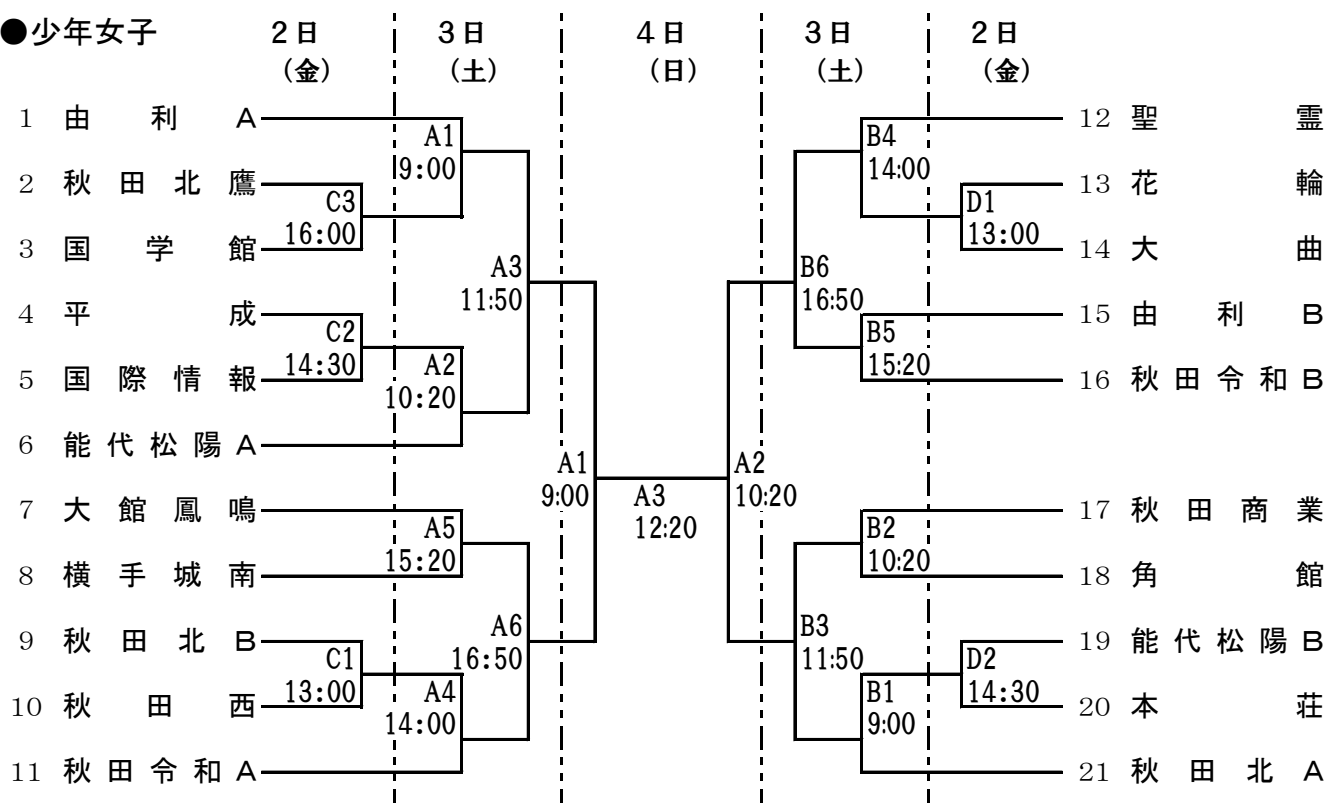 ●少年女子 2日 3日 4日 3日 2日
(金) (土) (日) (土) (金)
1 由利A
2 秋田北鷹
3 国学館
4 平成
5 国際情報
6 能代松陽A
7 大館鳳鳴
8 横手城南
9 秋田北B
10 秋田西
11 秋田令和A
C3
16:00
C2
14:30
C1
13:00
A1
9:00
A2
10:20
A5
15:20
A4
14:00
A3
11:50
A6
16:50
A1
9:00
A3
12:20
A2
10:20
B6
16:50
B3
11:50
B4
14:00
B5
15:20
B2
10:20
B1
9:00
D1
13:00
D2
14:30
12 聖霊
13 花輪
14 大曲
15 由利B
16 秋田令和B
17 秋田商業
18 角館
19 能代松陽B
20 本荘
21 秋田北A